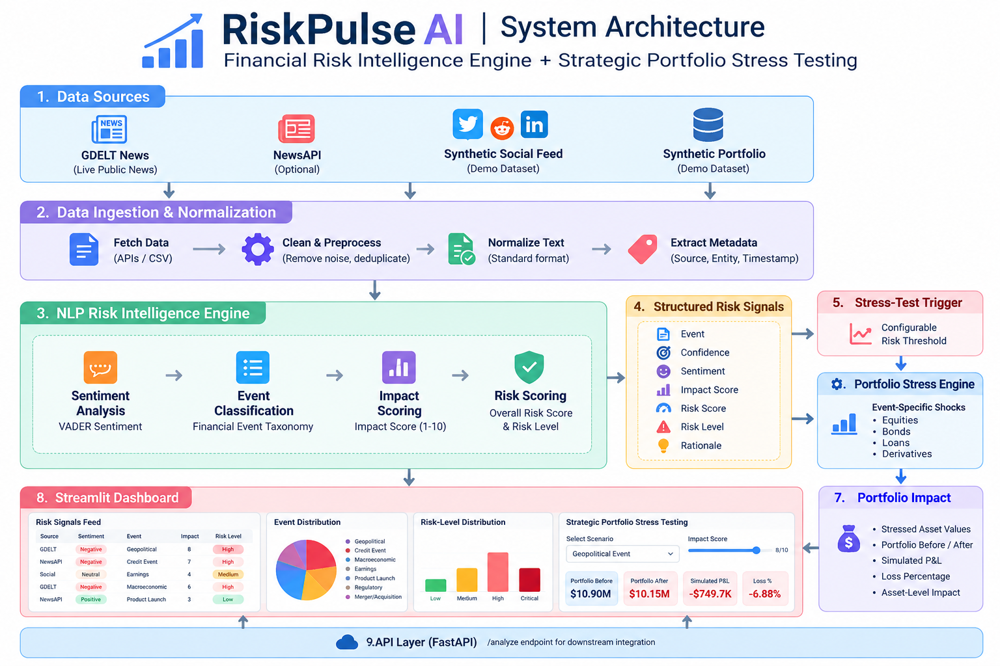 RiskPulse AI | System Architecture
Financial Risk Intelligence Engine + Strategic Portfolio Stress Testing
1. Data Sources
NEWS
GDELT News
(Live Public News)
NewsAPI
(Optional)
in
Synthetic Social Feed
(Demo Dataset)
Synthetic Portfolio
(Demo Dataset)
2. Data Ingestion & Normalization
Fetch Data
(APIs / CSV)
Clean & Preprocess
(Remove noise, deduplicate)
Normalize Text
(Standard format)
Extract Metadata
(Source, Entity, Timestamp)
3. NLP Risk Intelligence Engine
Sentiment
Analysis
VADER Sentiment
Event
Classification
Financial Event Taxonomy
Impact
Scoring
Impact Score (1-10)
Risk Scoring
Overall Risk Score
& Risk Level
4. Structured Risk Signals
Event
Confidence
Sentiment
Impact Score
Risk Score
Risk Level
Rationale
5. Stress-Test Trigger
Configurable
Risk Threshold
. Portfolio Stress Engine
Event-Specific Shocks
• Equities
• Bonds
• Loans
• Derivatives
7. Portfolio Impact
$
• Stressed Asset Values
• Portfolio Before / After
• Simulated P&L
• Loss Percentage
• Asset-Level Impact
8. Streamlit Dashboard
Risk Signals Feed
Source Sentiment Event Impact Risk Level
GDELT Negative Geopolitical 8 High
NewsAPI Negative Credit Event 7 High
Social Neutral Earnings 4 Medium
GDELT Negative Macroeconomic 6 High
NewsAPI Positive Product Launch 3 Low
Event Distribution
Geopolitical
Credit Event
Macroeconomic
Earnings
Product Launch
Regulatory
Merger/Acquisition
Risk-Level Distribution
Low Medium High Critical
Strategic Portfolio Stress Testing
Select Scenario
Geopolitical Event
Impact Score
8/10
Portfolio Before
$10.90M
Portfolio After
$10.15M
Simulated P&L
-$749.7K
Loss %
-6.88%
9.API Layer (FastAPI) /analyze endpoint for downstream integration